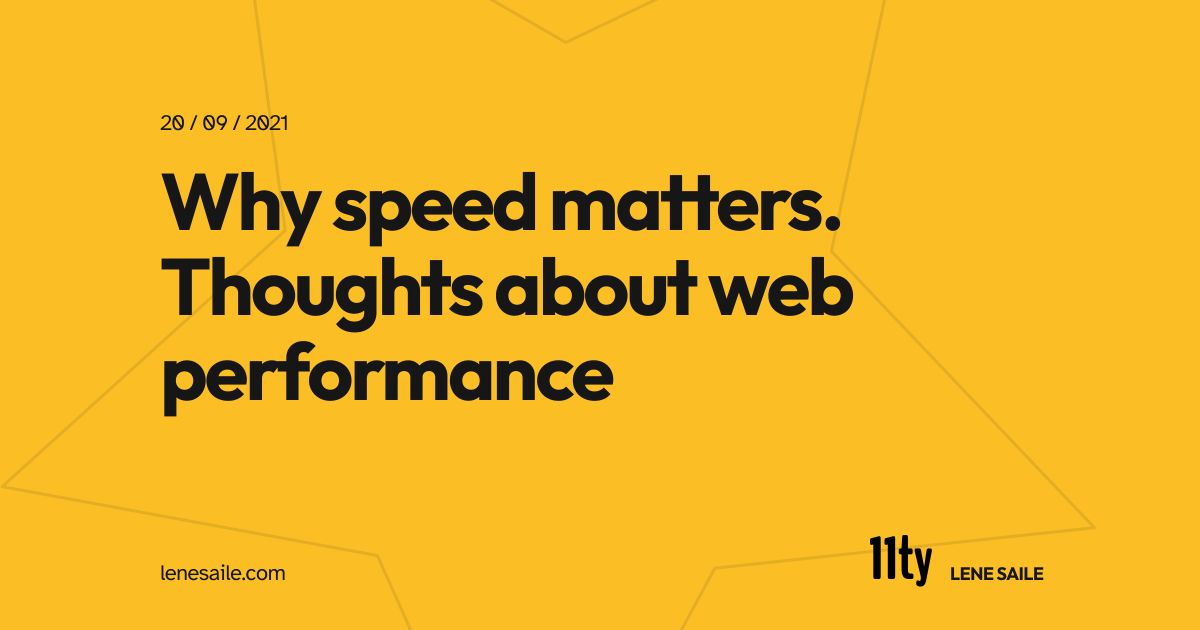 20 / 09 / 2021
Why speed matters.
Thoughts about web
performance
lenesaile.com
11ty LENE SAILE